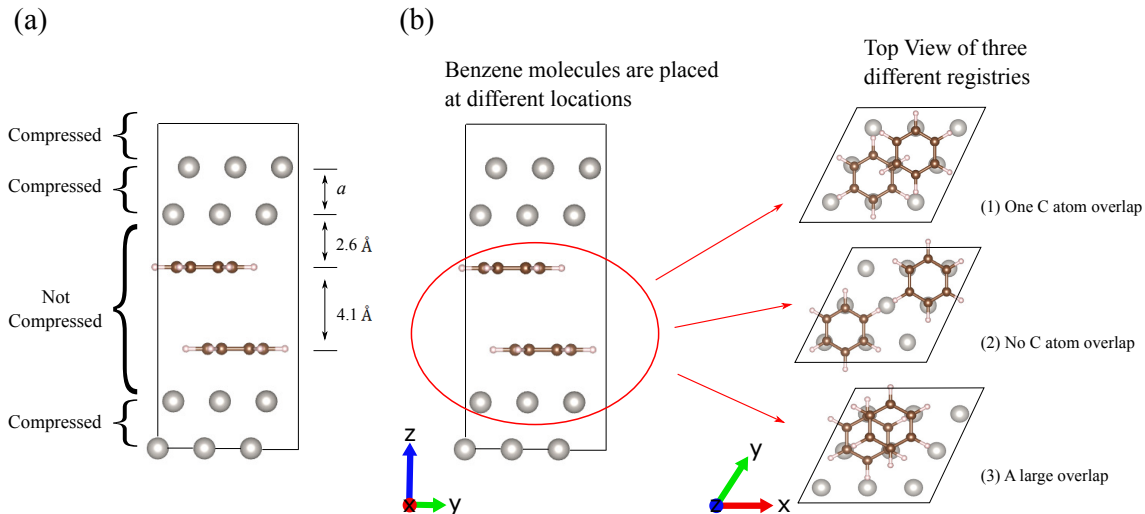 (a)
Compressed
Compressed
Not
Compressed
Compressed
a
2.6 Å
4.1 Å
z
x
y
(b)
Benzene molecules are placed
at different locations
z
x
y
Top View of three
different registries
(1) One C atom overlap
(2) No C atom overlap
(3) A large overlap